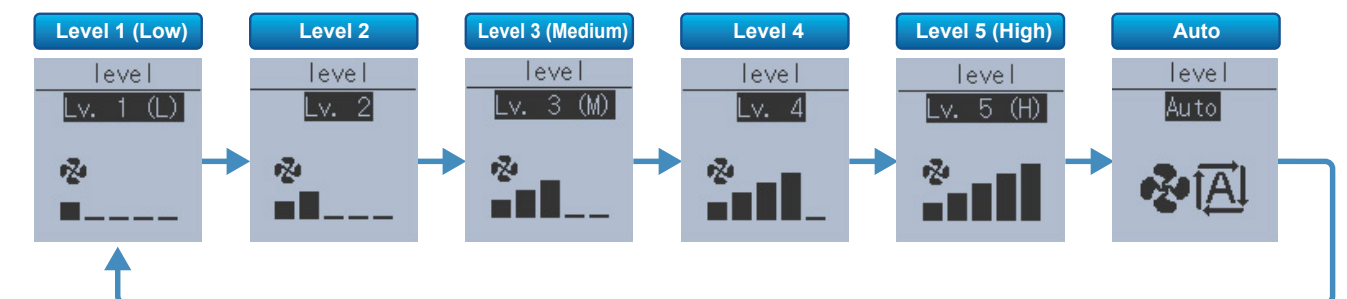 Level 1 (Low)
Level 2
Level 3 (Medium)
Level 4
Level 5 (High)
Auto
level
Lv. 1 (L)
level
Lv. 2
level
Lv. 3 (M)
level
Lv. 4
level
Lv. 5 (H)
level
Auto
A